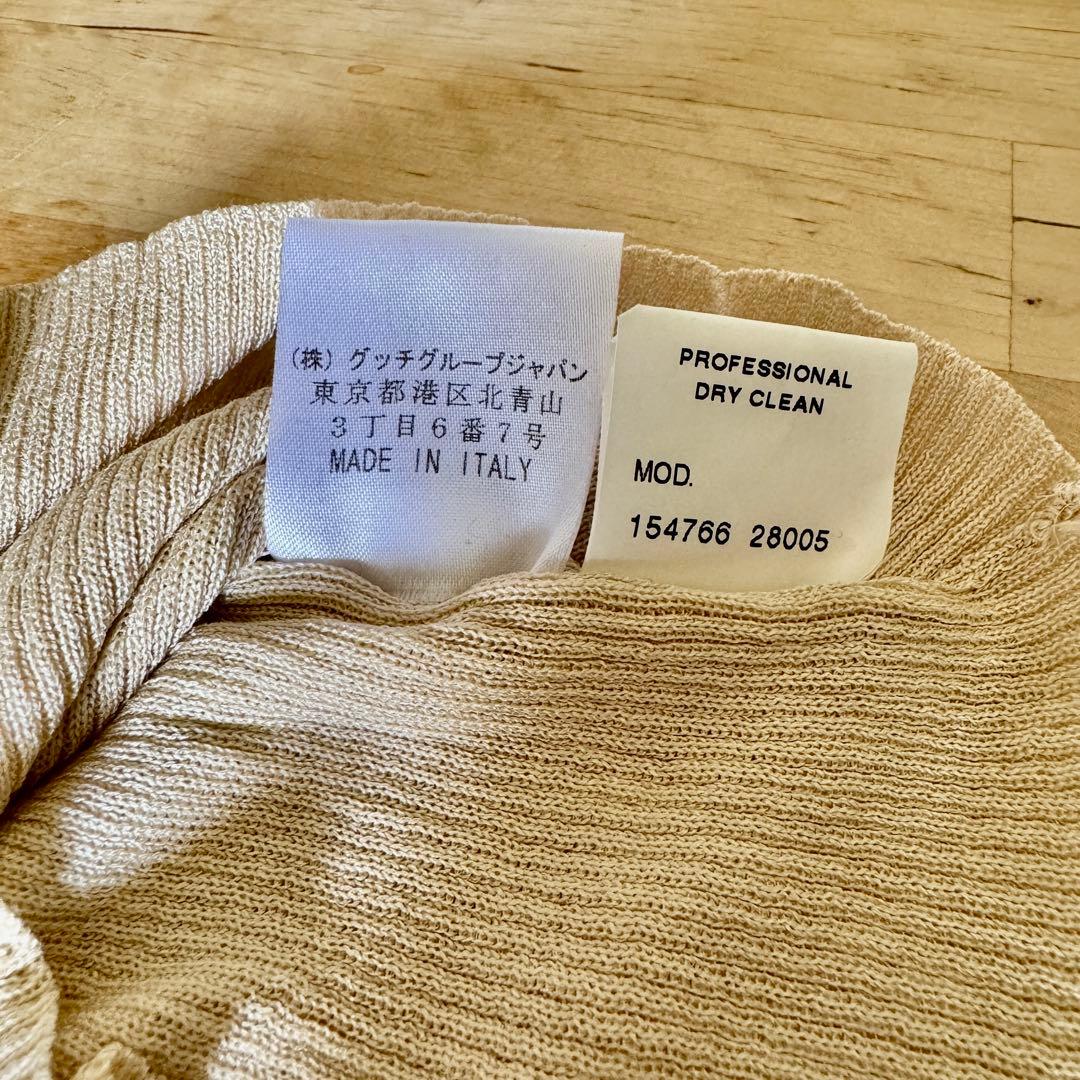 （株）グッチグループジャパン
東京都港区北青山
３丁目６番７号
MADE IN ITALY
PROFESSIONAL
DRY CLEAN
MOD.
154766 28005